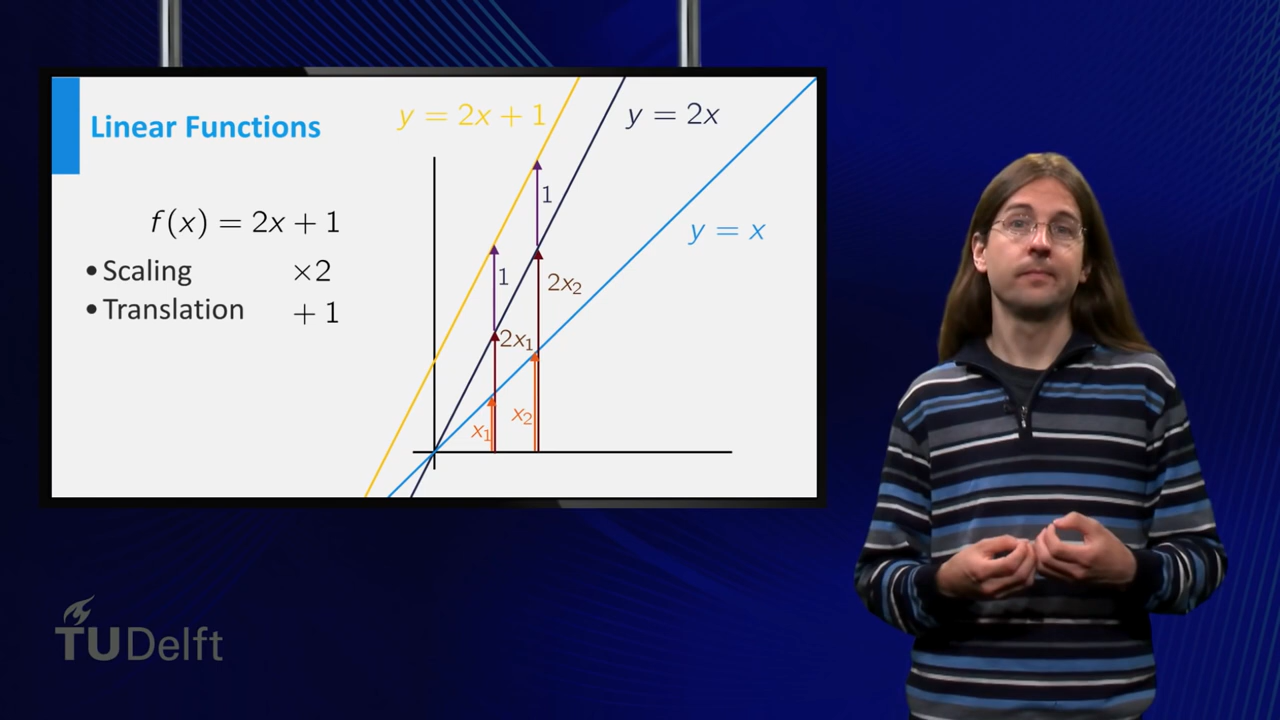 Linear Functions
f(x) = 2x + 1
• Scaling ×2
• Translation + 1
y = 2x + 1
y = 2x
y = x
1
1
2x₂
2x₁
x₂
x₁
TUDelft